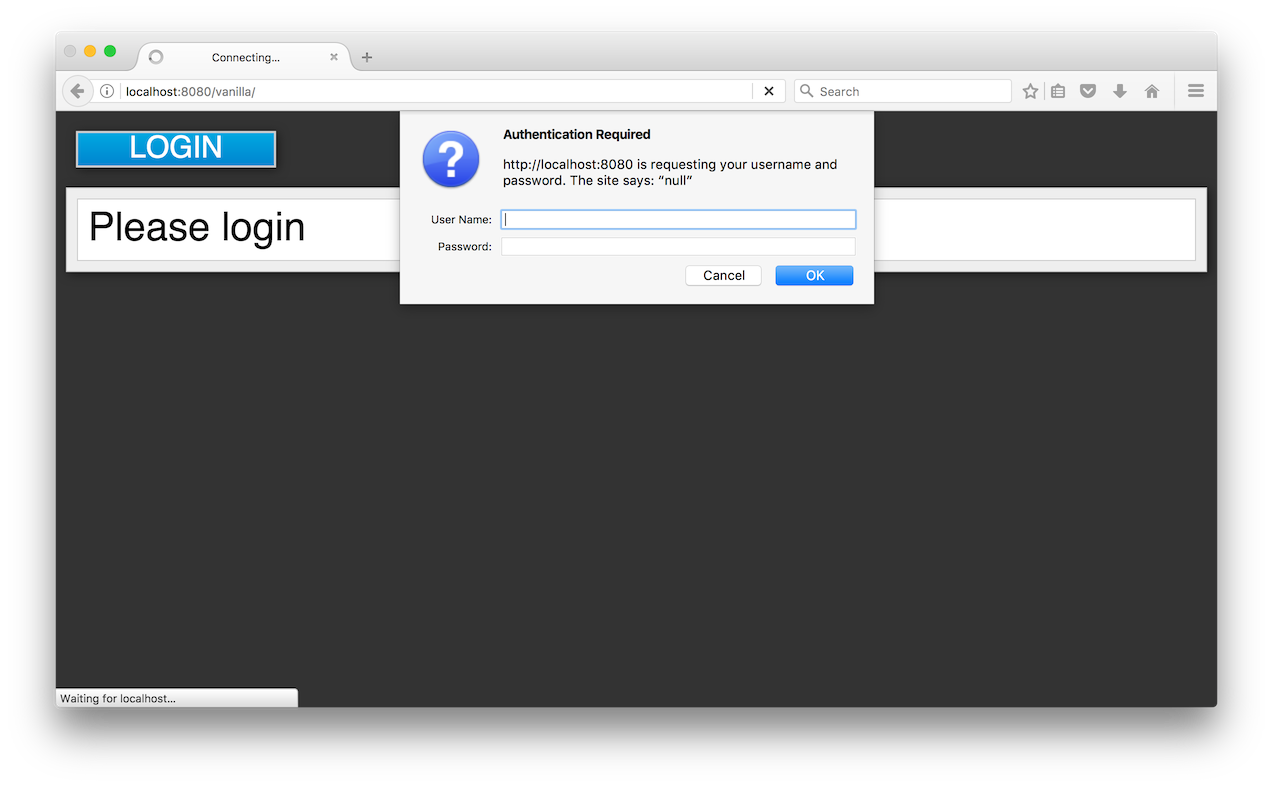 Connecting...
localhost:8080/vanilla/
Search
LOGIN
Please login
Authentication Required
http://localhost:8080 is requesting your username and
password. The site says: “null”
User Name:
Password:
Cancel
OK
Waiting for localhost...